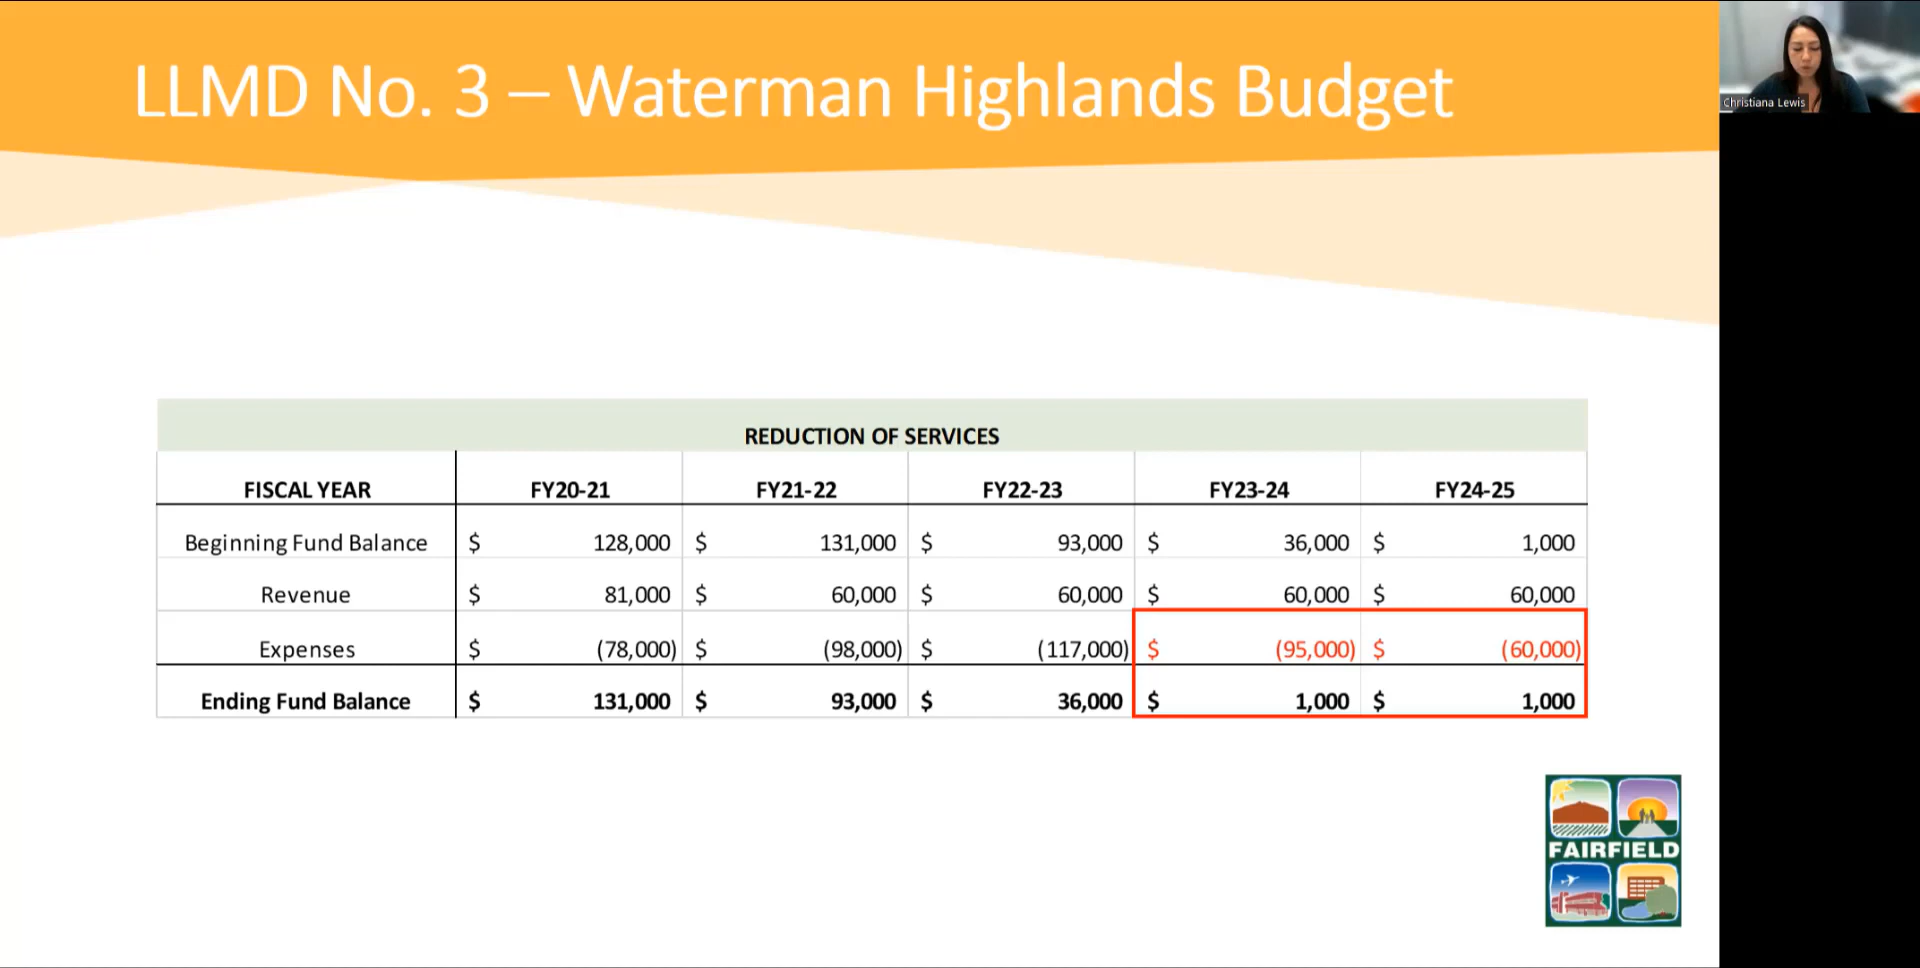 LLMD No. 3 – Waterman Highlands Budget
Christiana Lewis
REDUCTION OF SERVICES
FISCAL YEAR FY20-21 FY21-22 FY22-23 FY23-24 FY24-25
Beginning Fund Balance $ 128,000 $ 131,000 $ 93,000 $ 36,000 $ 1,000
Revenue $ 81,000 $ 60,000 $ 60,000 $ 60,000 $ 60,000
Expenses $ (78,000) $ (98,000) $ (117,000) $ (95,000) $ (60,000)
Ending Fund Balance $ 131,000 $ 93,000 $ 36,000 $ 1,000 $ 1,000
FAIRFIELD